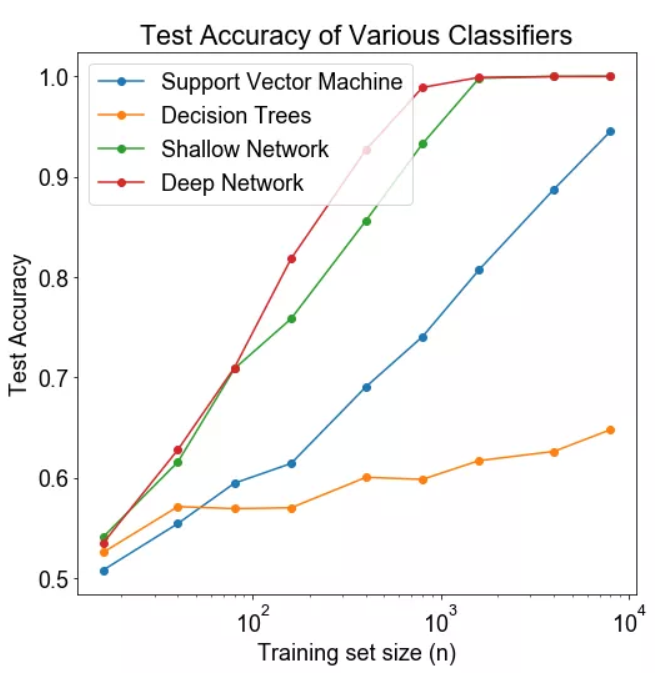 Test Accuracy of Various Classifiers
1.0
Support Vector Machine
Decision Trees
Shallow Network
Deep Network
0.9
0.8
0.7
0.6
0.5
Test Accuracy
10² 10³ 10⁴
Training set size (n)